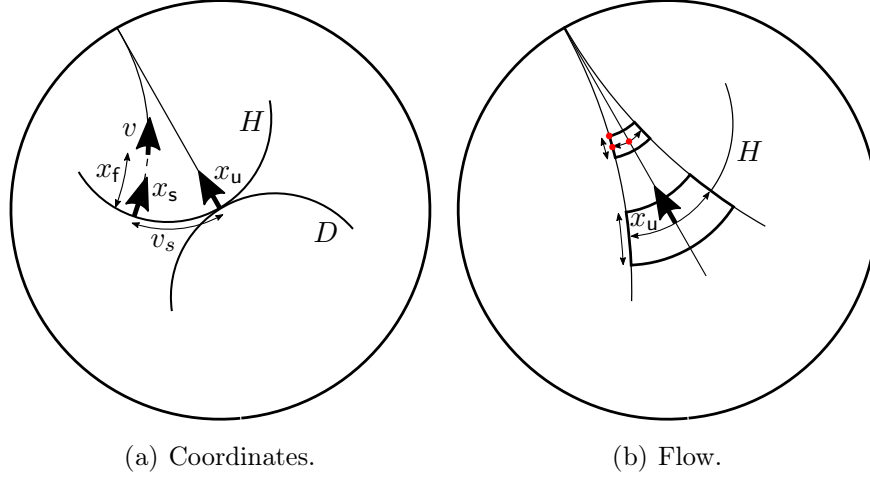 v
H
x_f
x_s
x_u
v_s
D
H
x_u
(a) Coordinates.
(b) Flow.